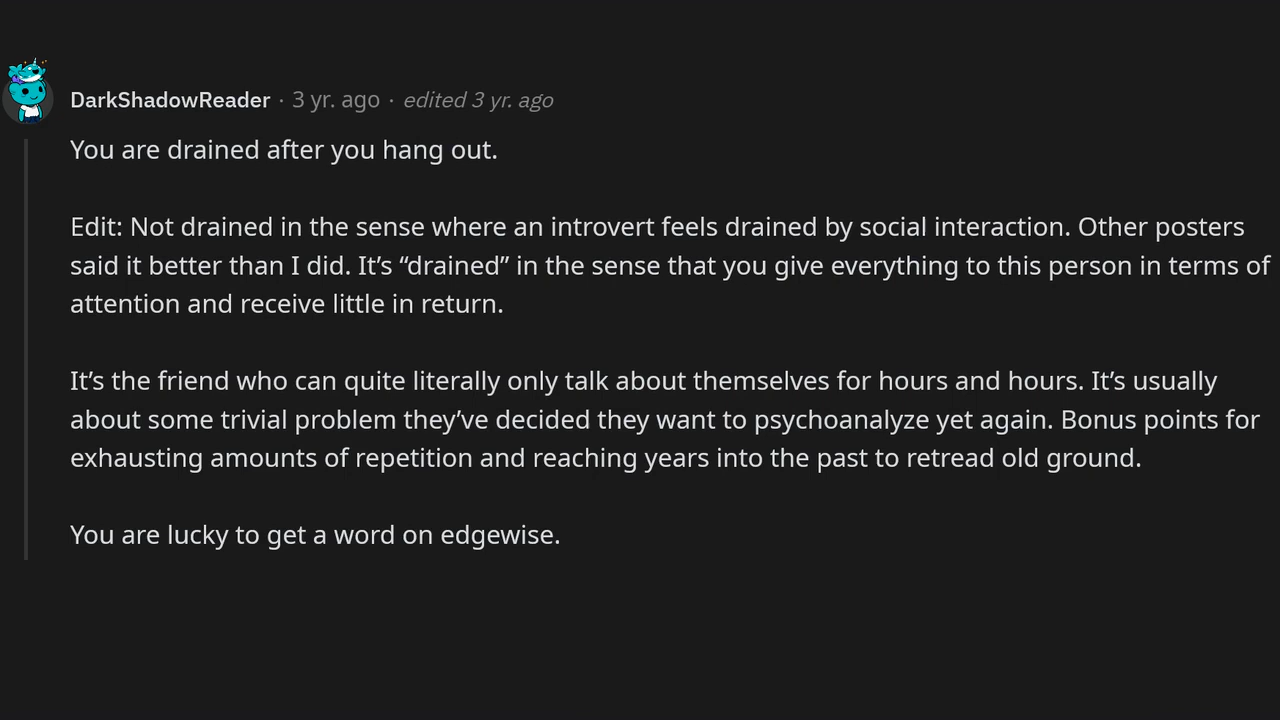 DarkShadowReader · 3 yr. ago · edited 3 yr. ago
You are drained after you hang out.
Edit: Not drained in the sense where an introvert feels drained by social interaction. Other posters
said it better than I did. It’s “drained” in the sense that you give everything to this person in terms of
attention and receive little in return.
It’s the friend who can quite literally only talk about themselves for hours and hours. It’s usually
about some trivial problem they’ve decided they want to psychoanalyze yet again. Bonus points for
exhausting amounts of repetition and reaching years into the past to retread old ground.
You are lucky to get a word on edgewise.